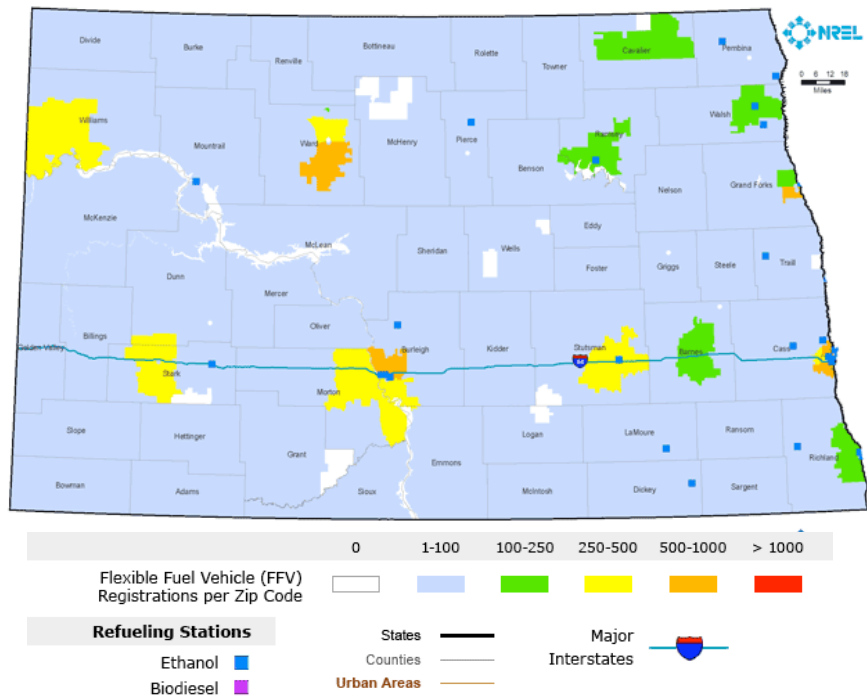 Divide
Burke
Renville
Bottineau
Rolette
Towner
Cavalier
Pembina
NREL
0 6 12 18
Miles
Williams
Mountrail
Ward
McHenry
Pierce
Benson
Ramsey
Walsh
Nelson
Grand Forks
McKenzie
McLean
Sheridan
Wells
Eddy
Foster
Griggs
Steele
Traill
Dunn
Mercer
Oliver
Golden Valley
Billings
Stark
Morton
Burleigh
Kidder
Stutsman
94
Barnes
Cass
Slope
Hettinger
Grant
Logan
LaMoure
Ransom
Richland
Bowman
Adams
Sioux
Emmons
McIntosh
Dickey
Sargent
0 1-100 100-250 250-500 500-1000 > 1000
Flexible Fuel Vehicle (FFV)
Registrations per Zip Code
Refueling Stations
Ethanol
Biodiesel
States
Counties
Urban Areas
Major
Interstates